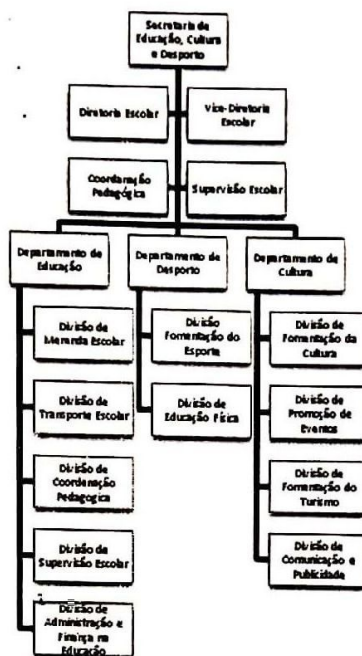 Secretaria de
Educação, Cultura
e Desporto
Diretoria Escolar
Vice-Diretoria
Escolar
Coordenação
Pedagógica
Supervisão Escolar
Departamento de
Educação
Departamento de
Desporto
Departamento de
Cultura
Divisão de
Merenda Escolar
Divisão
Fomentação do
Esporte
Divisão de
Fomentação da
Cultura
Divisão de
Transporte Escolar
Divisão de
Educação Física
Divisão de
Promoção de
Eventos
Divisão de
Coordenação
Pedagogica
Divisão de
Fomentação do
Turismo
Divisão de
Supervisão Escolar
Divisão de
Comunicação e
Publicidade
Divisão de
Administração e
Finança na
Educação